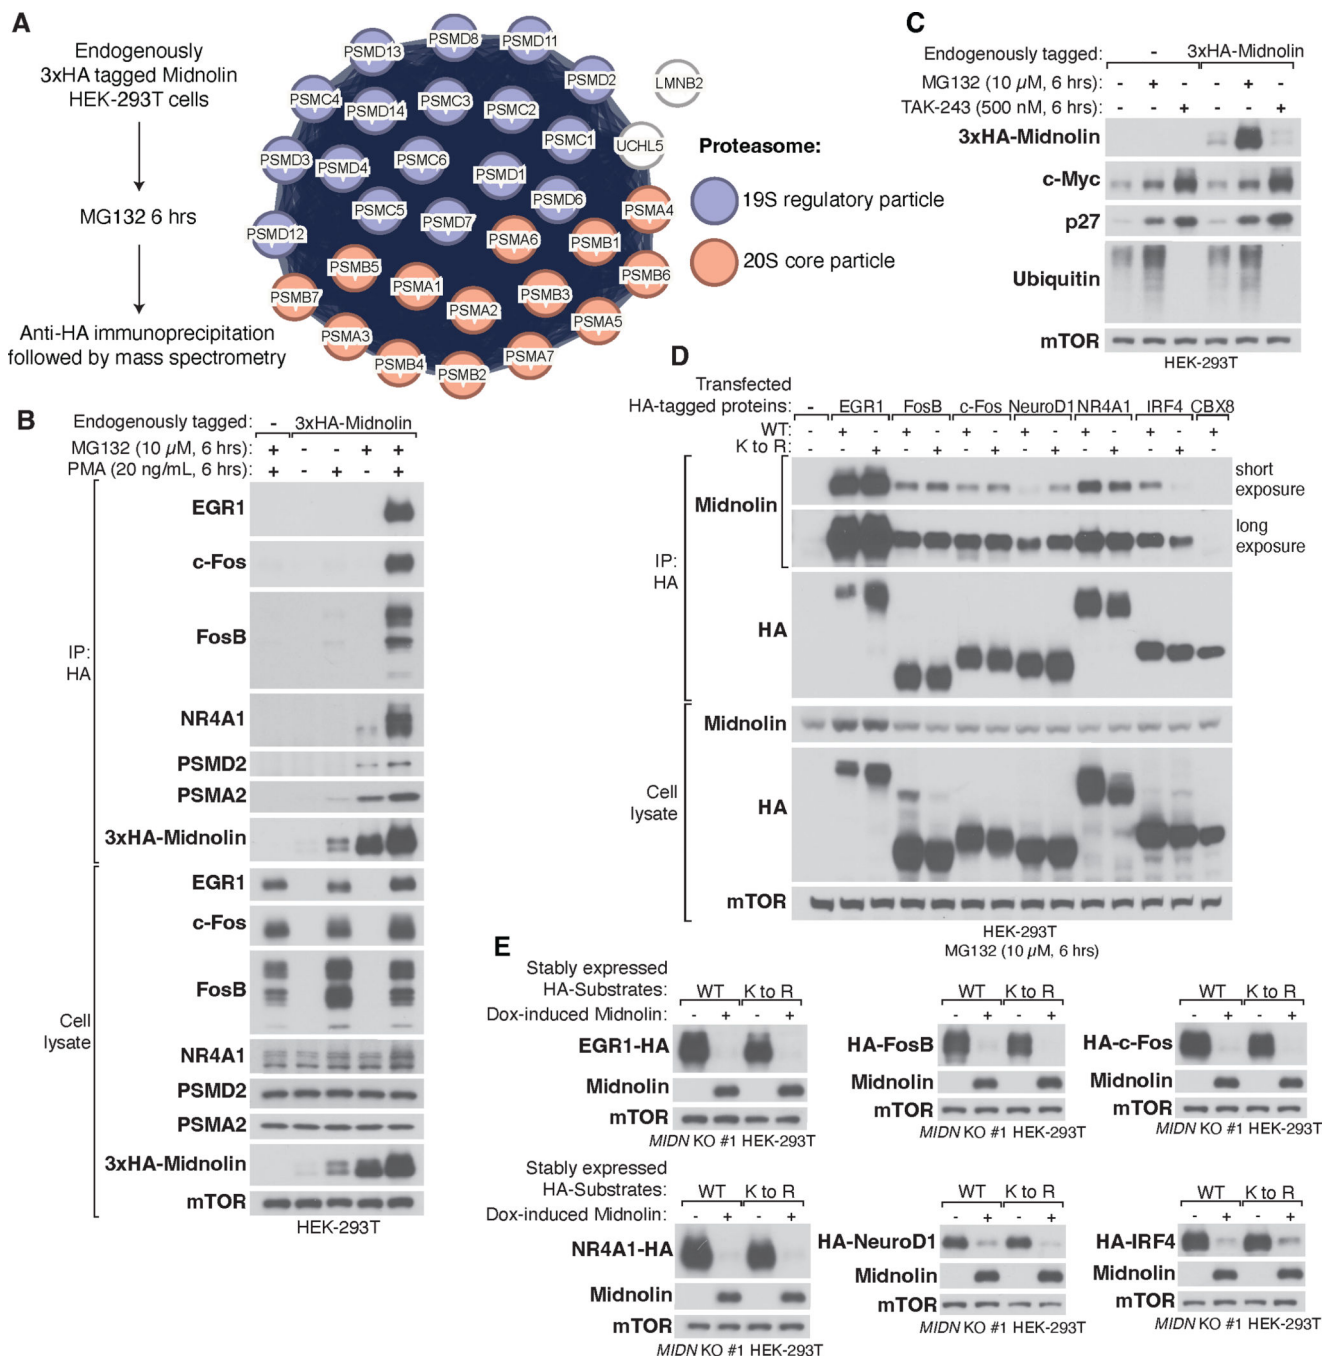 A
Endogenously
3xHA tagged Midnolin
HEK-293T cells
MG132 6 hrs
Anti-HA immunoprecipitation
followed by mass spectrometry
PSMD13
PSMD8
PSMD11
PSMD2
LMNB2
PSMC4
PSMD14
PSMC3
PSMC2
PSMC1
UCHL5
PSMD3
PSMD4
PSMC6
PSMD1
PSMD6
PSMA4
PSMC5
PSMD7
PSMD12
PSMA6
PSMB1
PSMB5
PSMB6
PSMB7
PSMA1
PSMA2
PSMB3
PSMA5
PSMA3
PSMB4
PSMB2
PSMA7
Proteasome:
19S regulatory particle
20S core particle
B
Endogenously tagged: - 3xHA-Midnolin
MG132 (10 µM, 6 hrs): + - - + +
PMA (20 ng/mL, 6 hrs): + - + - +
IP:
HA
EGR1
c-Fos
FosB
NR4A1
PSMD2
PSMA2
3xHA-Midnolin
Cell
lysate
EGR1
c-Fos
FosB
NR4A1
PSMD2
PSMA2
3xHA-Midnolin
mTOR
HEK-293T
C
Endogenously tagged: - 3xHA-Midnolin
MG132 (10 µM, 6 hrs): - + - - + -
TAK-243 (500 nM, 6 hrs): - - + - - +
3xHA-Midnolin
c-Myc
p27
Ubiquitin
mTOR
HEK-293T
D
Transfected
HA-tagged proteins: - EGR1 FosB c-Fos NeuroD1 NR4A1 IRF4 CBX8
WT: - + - + - + - + - + - + - +
K to R: - - + - + - + - + - + - + -
IP:
HA
Midnolin
short
exposure
long
exposure
HA
Cell
lysate
Midnolin
HA
mTOR
HEK-293T
MG132 (10 µM, 6 hrs)
E
Stably expressed
HA-Substrates: WT K to R
Dox-induced Midnolin: - + - +
EGR1-HA
Midnolin
mTOR
MIDN KO #1 HEK-293T
WT K to R
- + - +
HA-FosB
Midnolin
mTOR
MIDN KO #1 HEK-293T
WT K to R
- + - +
HA-c-Fos
Midnolin
mTOR
MIDN KO #1 HEK-293T
Stably expressed
HA-Substrates: WT K to R
Dox-induced Midnolin: - + - +
NR4A1-HA
Midnolin
mTOR
MIDN KO #1 HEK-293T
WT K to R
- + - +
HA-NeuroD1
Midnolin
mTOR
MIDN KO #1 HEK-293T
WT K to R
- + - +
HA-IRF4
Midnolin
mTOR
MIDN KO #1 HEK-293T